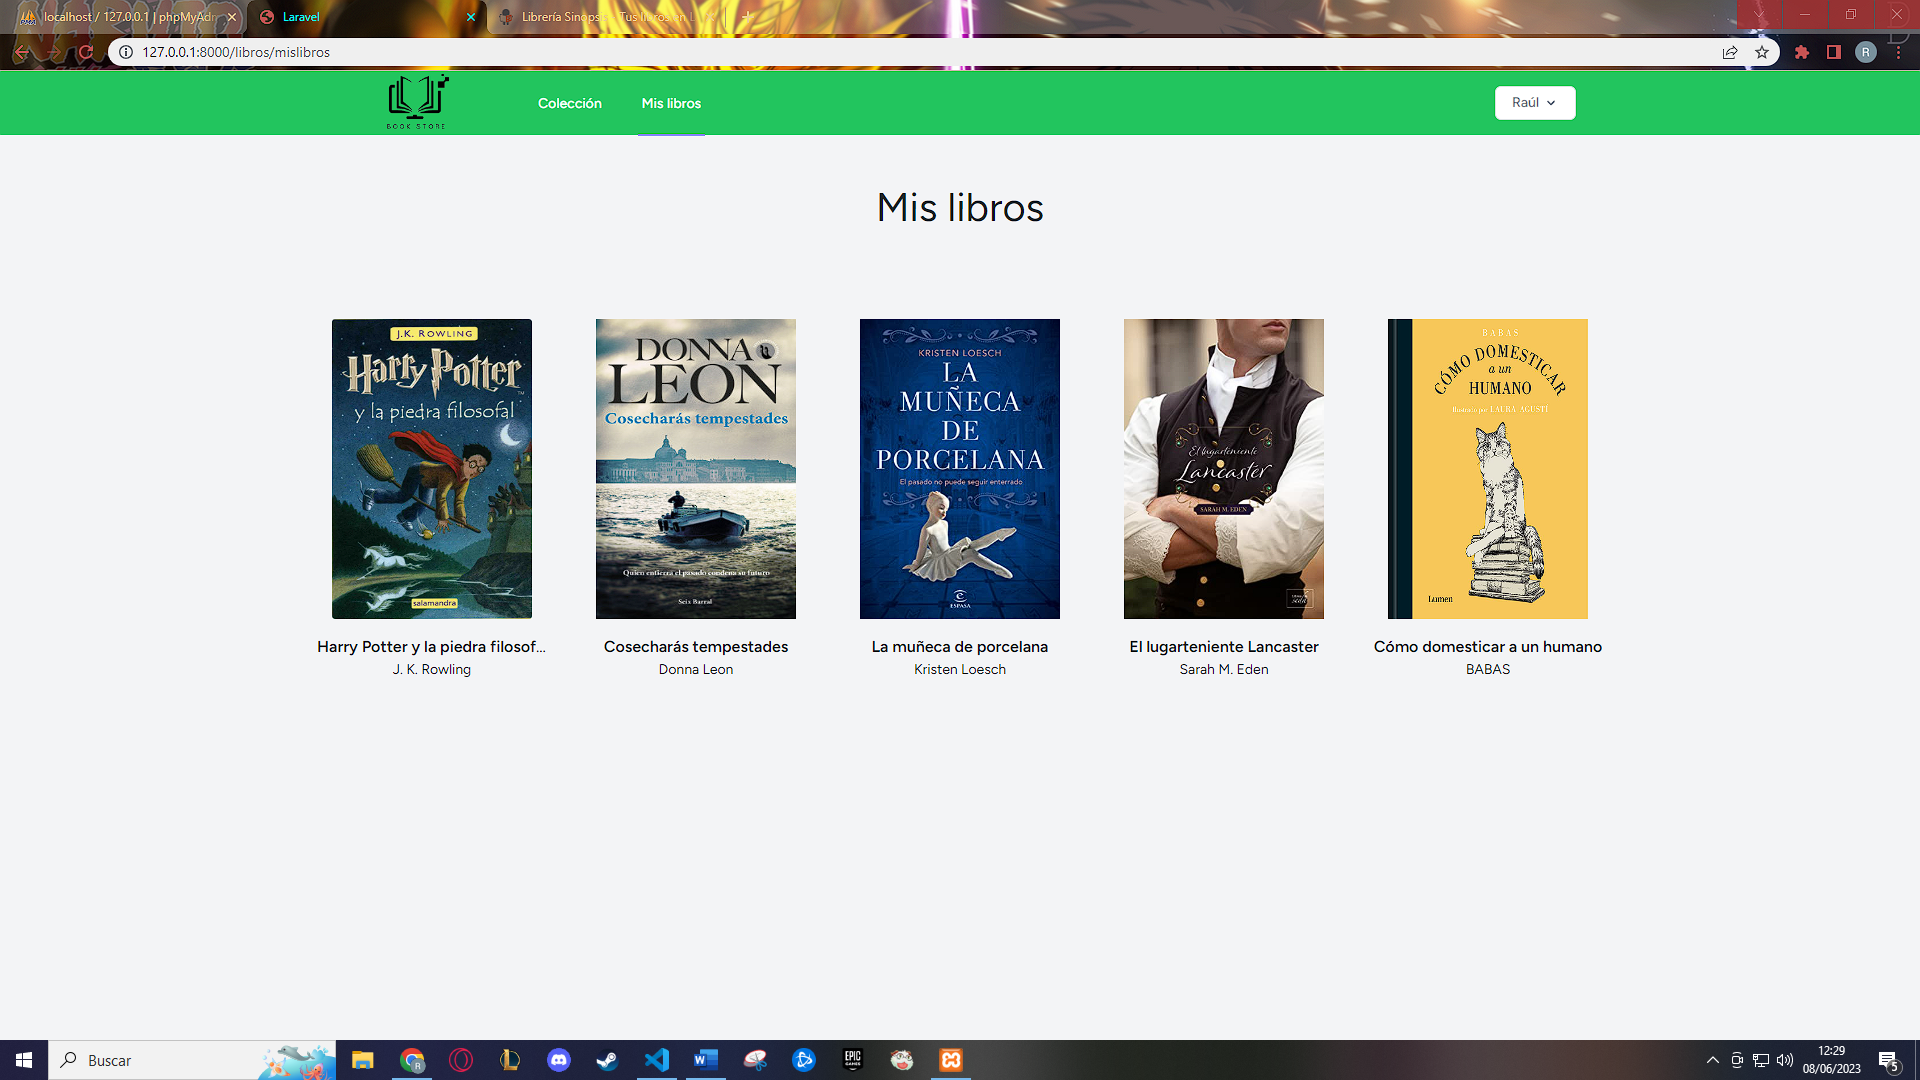 localhost / 127.0.0.1 | phpMyAdm
Laravel
Librería Sinopsis - Tus libros en L
127.0.0.1:8000/libros/mislibros
R
BOOK STORE
Colección
Mis libros
Raúl
Mis libros
J.K. ROWLING
Harry Potter
y la piedra filosofal
salamandra
DONNA
LEON
Cosecharás tempestades
Quien entierra el pasado condena su futuro
Seix Barral
KRISTEN LOESCH
LA
MUÑECA
DE
PORCELANA
El pasado no puede seguir enterrado
ESPASA
El lugarteniente
Lancaster
SARAH M. EDEN
BABAS
CÓMO DOMESTICAR
a un
HUMANO
Ilustrado por LAURA AGUSTÍ
Lumen
Harry Potter y la piedra filosof...
J. K. Rowling
Cosecharás tempestades
Donna Leon
La muñeca de porcelana
Kristen Loesch
El lugarteniente Lancaster
Sarah M. Eden
Cómo domesticar a un humano
BABAS
Buscar
EPIC
GAMES
12:29
08/06/2023
5